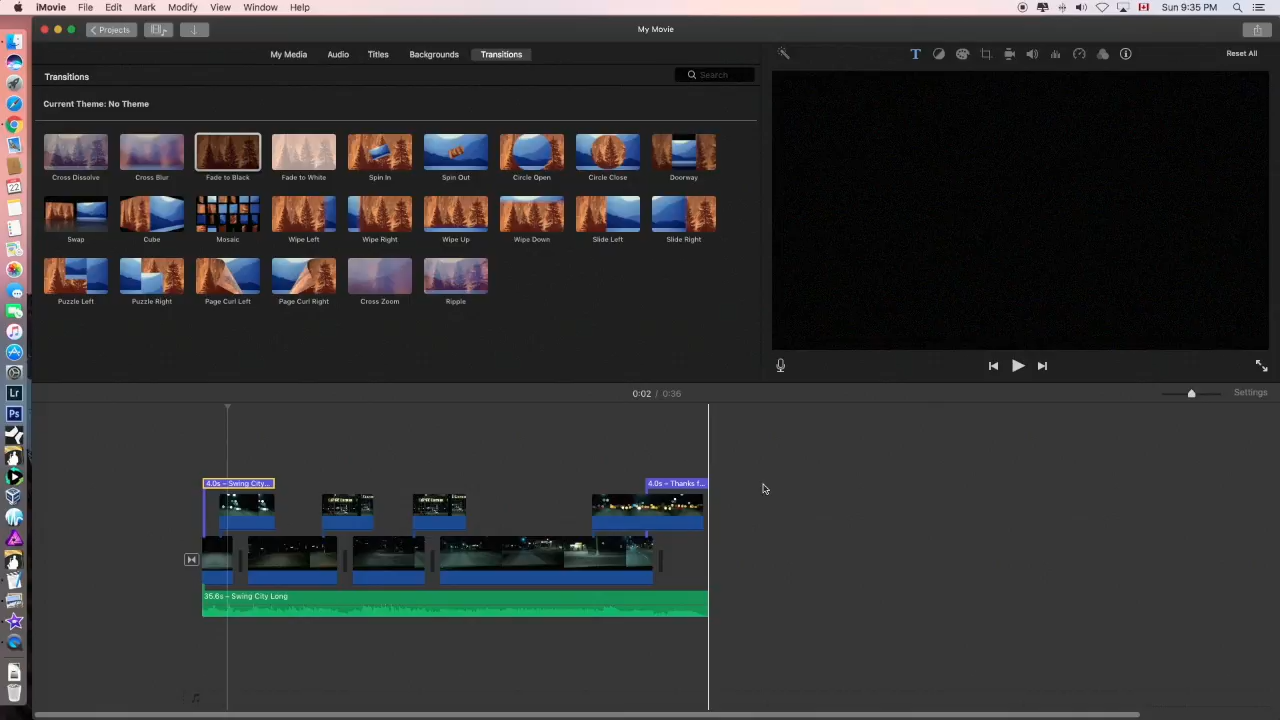 iMovie File Edit Mark Modify View Window Help Sun 9:35 PM
Projects My Movie
My Media Audio Titles Backgrounds Transitions T Reset All
Transitions Search
Current Theme: No Theme
Cross Dissolve Cross Blur Fade to Black Fade to White Spin In Spin Out Circle Open Circle Close Doorway
Swap Cube Mosaic Wipe Left Wipe Right Wipe Up Wipe Down Slide Left Slide Right
Puzzle Left Puzzle Right Page Curl Left Page Curl Right Cross Zoom Ripple
22
Lr
Ps
0:02 / 0:36 Settings
4.0s – Swing City... 4.0s – Thanks f...
35.6s – Swing City Long